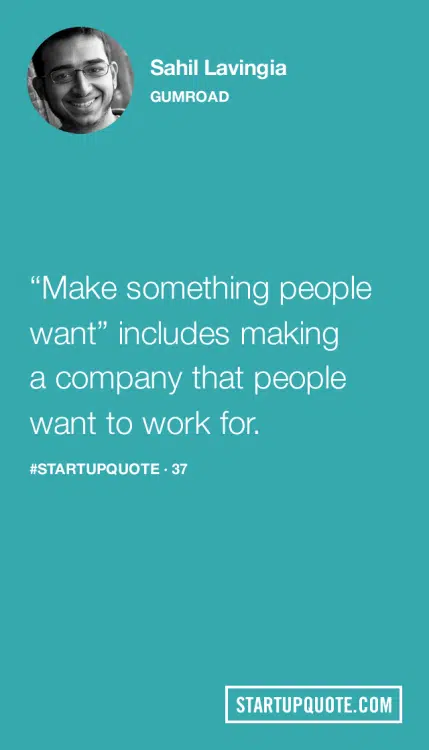 Sahil Lavingia
GUMROAD
“Make something people
want” includes making
a company that people
want to work for.
#STARTUPQUOTE · 37
STARTUPQUOTE.COM